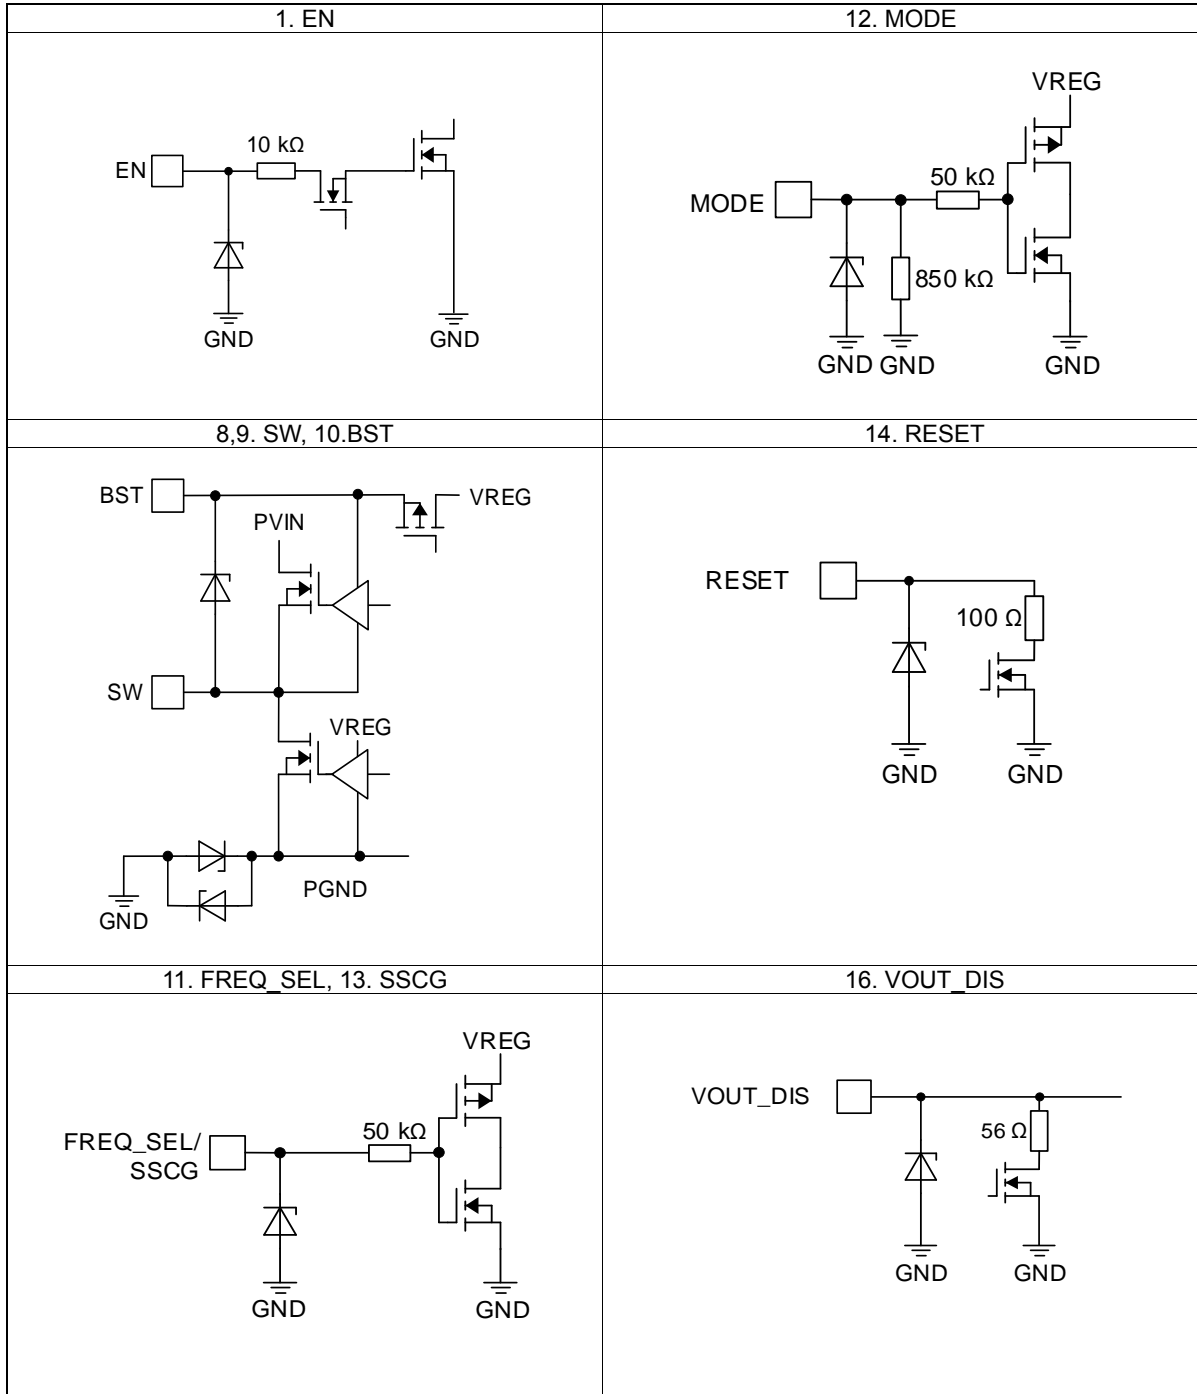 1. EN
12. MODE
EN
10 kΩ
GND
GND
VREG
50 kΩ
MODE
850 kΩ
GND
GND
GND
8,9. SW, 10.BST
14. RESET
BST
VREG
PVIN
SW
VREG
PGND
GND
RESET
100 Ω
GND
GND
11. FREQ_SEL, 13. SSCG
16. VOUT_DIS
VREG
50 kΩ
FREQ_SEL/
SSCG
GND
GND
VOUT_DIS
56 Ω
GND
GND